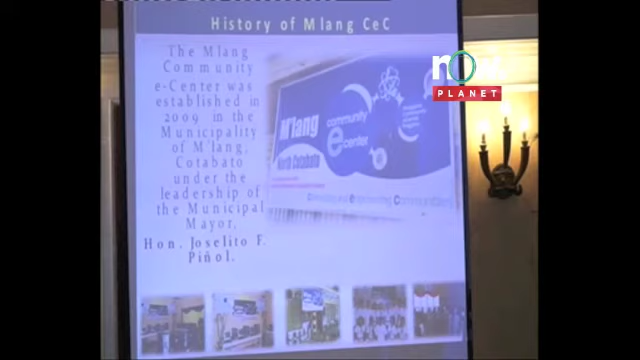 History of Mlang CeC
The Mlang
Community
e-Center was
established in
2009 in the
Municipality
of M'lang,
Cotabato
under the
leadership of
the Municipal
Mayor,
Hon. Joselito F.
Piñol.
M'lang
North Cotabato
community
e center
PLANET